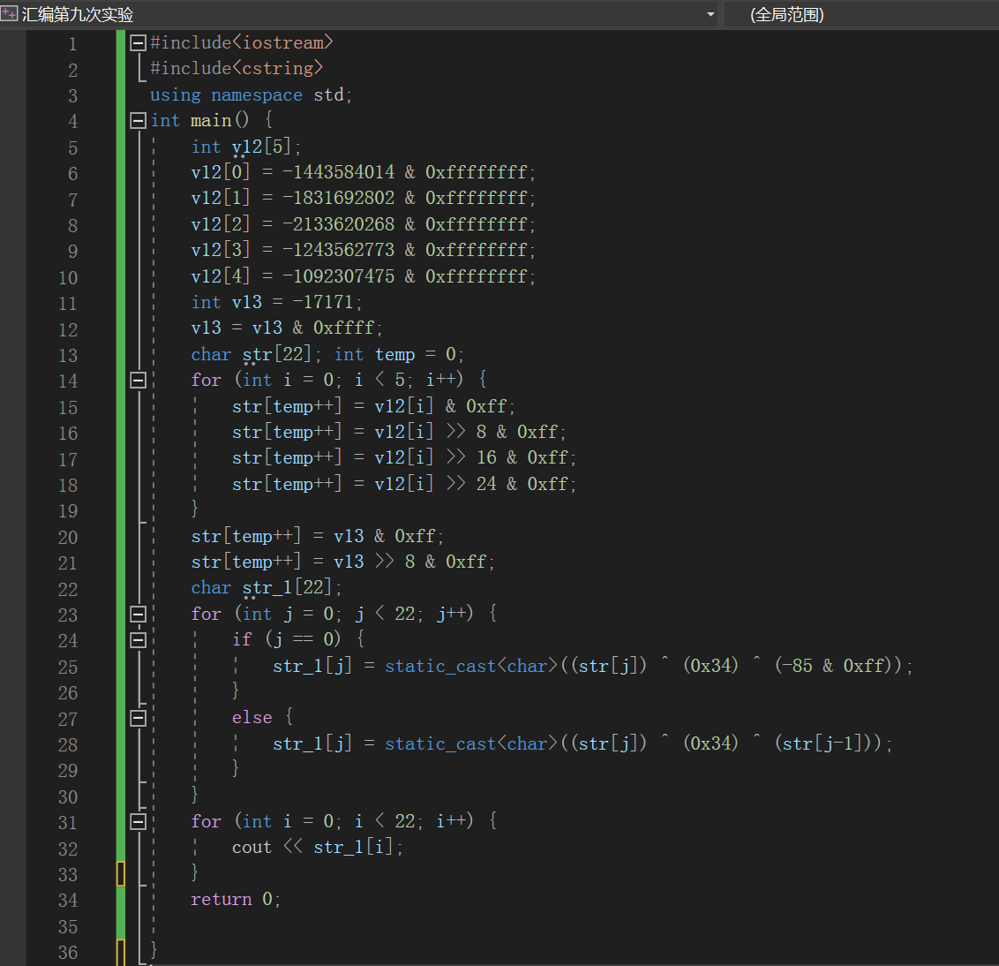 汇编第九次实验 (全局范围)
1 #include<iostream>
2 #include<cstring>
3 using namespace std;
4 int main() {
5 int v12[5];
6 v12[0] = -1443584014 & 0xffffffff;
7 v12[1] = -1831692802 & 0xffffffff;
8 v12[2] = -2133620268 & 0xffffffff;
9 v12[3] = -1243562773 & 0xffffffff;
10 v12[4] = -1092307475 & 0xffffffff;
11 int v13 = -17171;
12 v13 = v13 & 0xffff;
13 char str[22]; int temp = 0;
14 for (int i = 0; i < 5; i++) {
15 str[temp++] = v12[i] & 0xff;
16 str[temp++] = v12[i] >> 8 & 0xff;
17 str[temp++] = v12[i] >> 16 & 0xff;
18 str[temp++] = v12[i] >> 24 & 0xff;
19 }
20 str[temp++] = v13 & 0xff;
21 str[temp++] = v13 >> 8 & 0xff;
22 char str_1[22];
23 for (int j = 0; j < 22; j++) {
24 if (j == 0) {
25 str_1[j] = static_cast<char>((str[j]) ^ (0x34) ^ (-85 & 0xff));
26 }
27 else {
28 str_1[j] = static_cast<char>((str[j]) ^ (0x34) ^ (str[j-1]));
29 }
30 }
31 for (int i = 0; i < 22; i++) {
32 cout << str_1[i];
33 }
34 return 0;
35
36 }